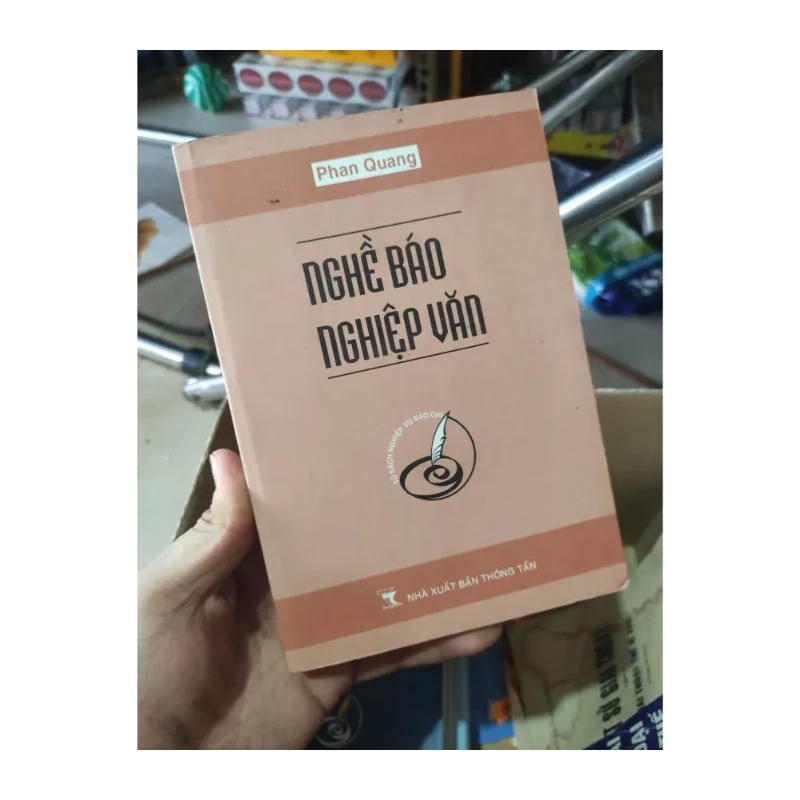 Phan Quang
NGHỀ BÁO
NGHIỆP VĂN
TỦ SÁCH NGHIỆP VỤ BÁO CHÍ
NHÀ XUẤT BẢN THÔNG TẤN